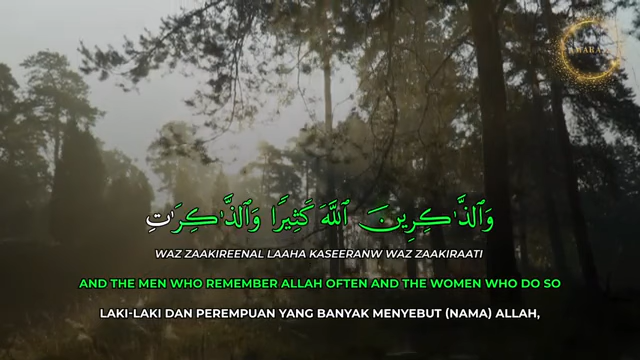 MARA
وَٱلذَّٰكِرِينَ ٱللَّهَ كَثِيرًا وَٱلذَّٰكِرَٰتِ
WAZ ZAAKIREENAL LAAHA KASEERANW WAZ ZAAKIRAATI
AND THE MEN WHO REMEMBER ALLAH OFTEN AND THE WOMEN WHO DO SO
LAKI-LAKI DAN PEREMPUAN YANG BANYAK MENYEBUT (NAMA) ALLAH,